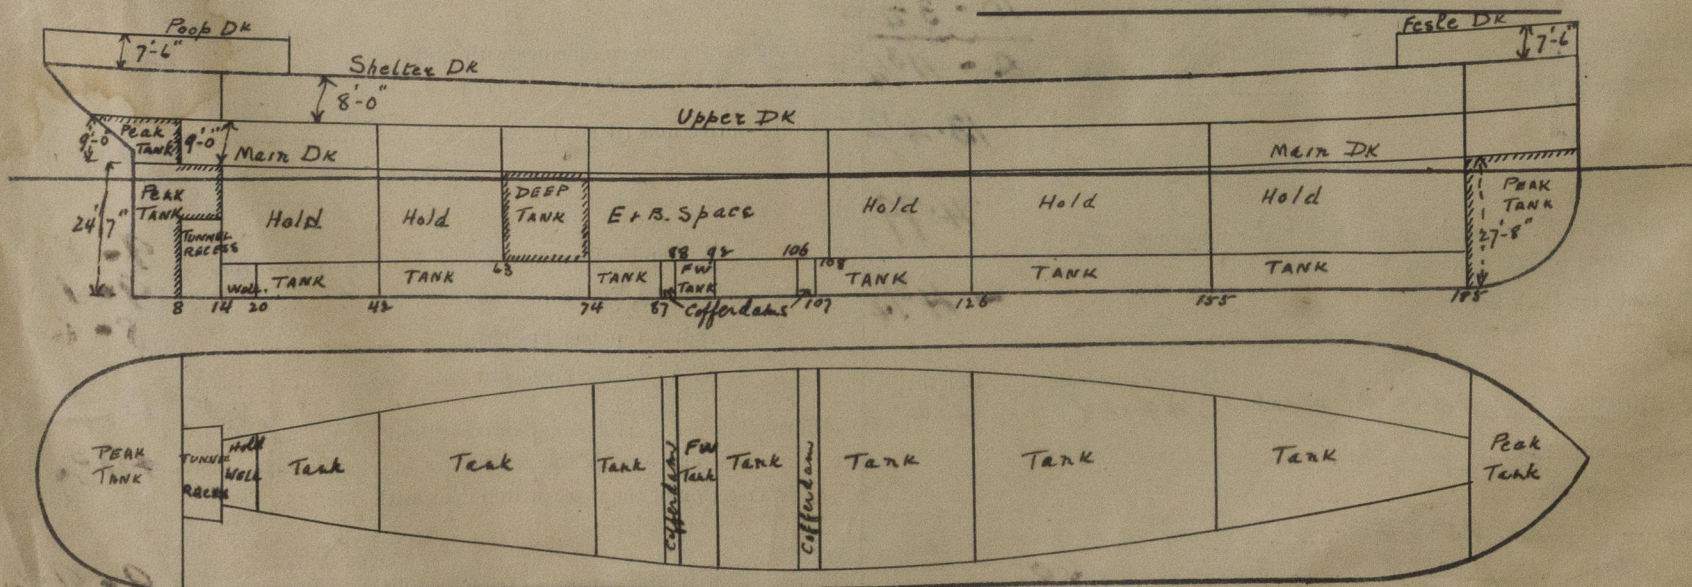 Poop Dk
Fcsle Dk
7'-6"
7'-6"
Shelter Dk
8'-0"
Upper DK
9'-0"
Peak
TANK
9'-0"
Main Dk
Main DK
24'-7"
PEAK
TANK
TUNNEL
RECESS
Hold
Hold
DEEP
TANK
E & B. Space
Hold
Hold
Hold
PEAK
TANK
27'-8"
Well
TANK
TANK
63
TANK
88
92
FW
TANK
106
108
TANK
TANK
TANK
8
14
20
42
74
87
Cofferdams
107
126
155
185
PEAK
TANK
TUNNEL
RECESS
Hold
WELL
Tank
Tank
Tank
Cofferdam
FW
Tank
Tank
Cofferdam
Tank
Tank
Tank
Peak
Tank